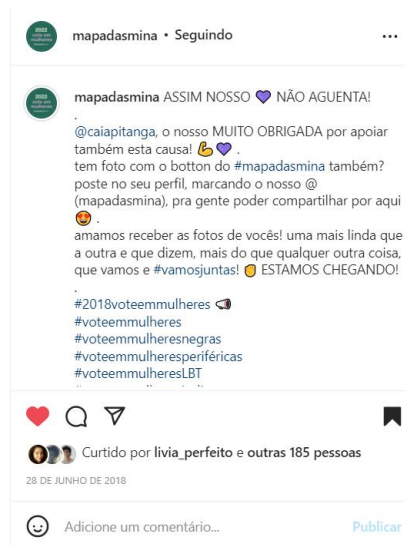 mapadasmina • Seguindo
mapadasmina ASSIM NOSSO 💜 NÃO AGUENTA!
.
@caiapitanga, o nosso MUITO OBRIGADA por apoiar
também esta causa! 💪💜 .
tem foto com o botton do #mapadasmina também?
poste no seu perfil, marcando o nosso @
(mapadasmina), pra gente poder compartilhar por aqui
😍 .
amamos receber as fotos de vocês! uma mais linda que
a outra e que dizem, mais do que qualquer outra coisa,
que vamos e #vamosjuntas! ✊ ESTAMOS CHEGANDO!
.
#2018voteemmulheres 📢
#voteemmulheres
#voteemmulheresnegras
#voteemmulheresperiféricas
#voteemmulheresLBT
Curtido por livia_perfeito e outras 185 pessoas
28 DE JUNHO DE 2018
Adicione um comentário...
Publicar